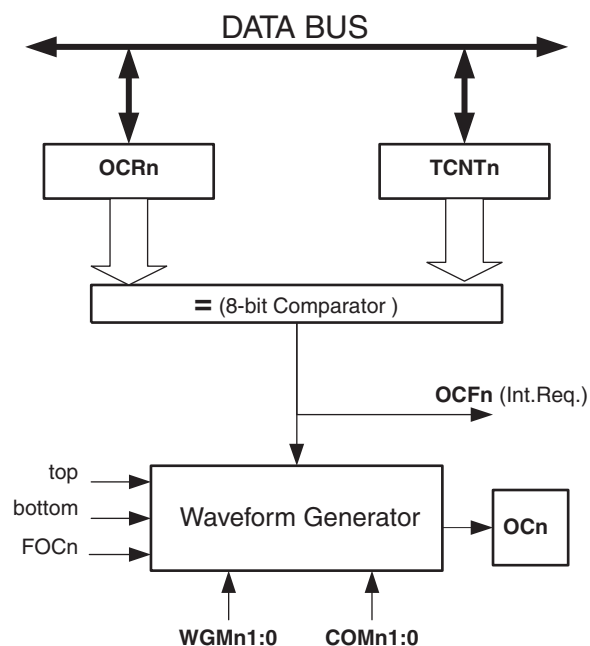 DATA BUS
OCRn
TCNTn
= (8-bit Comparator )
OCFn (Int.Req.)
top
bottom
FOCn
Waveform Generator
OCn
WGMn1:0
COMn1:0